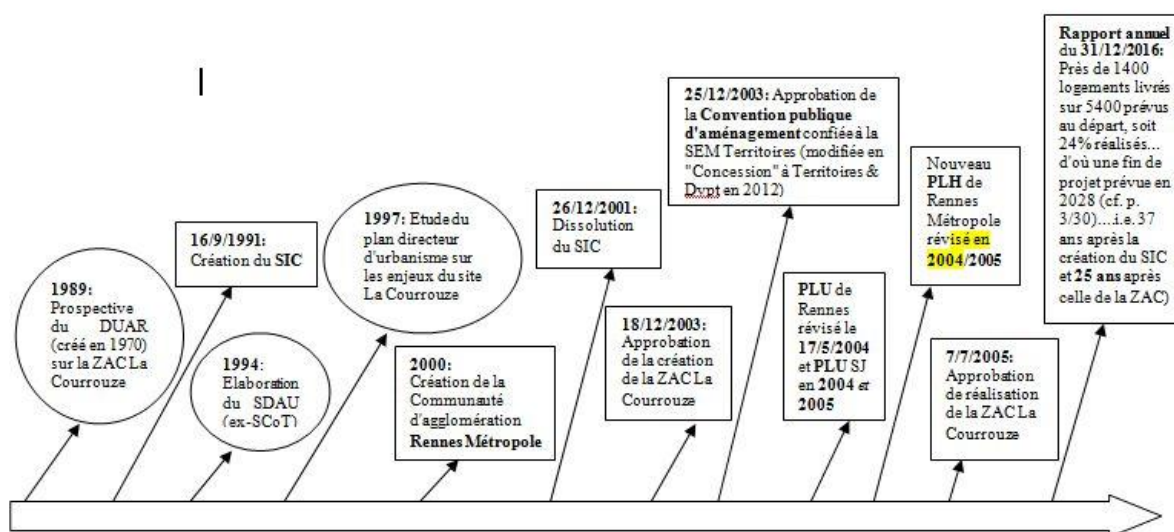 1989:
Prospective
du DUAR
(créé en 1970)
sur la ZAC La
Courrouze
16/9/1991:
Création du SIC
1994:
Elaboration
du SDAU
(ex-SCoT)
1997: Etude du
plan directeur
d'urbanisme sur
les enjeux du site
La Courrouze
2000:
Création de la
Communauté
d'agglomération
Rennes Métropole
26/12/2001:
Dissolution
du SIC
18/12/2003:
Approbation
de la création
de la ZAC La
Courrouze
25/12/2003: Approbation de
la Convention publique
d'aménagement confiée à la
SEM Territoires (modifiée en
"Concession" à Territoires &
Dvpt en 2012)
PLU de
Rennes
révisé le
17/5/2004
et PLU SJ
en 2004 et
2005
Nouveau
PLH de
Rennes
Métropole
révisé en
2004/2005
7/7/2005:
Approbation
de réalisation
de la ZAC La
Courrouze
Rapport annuel
du 31/12/2016:
Près de 1400
logements livrés
sur 5400 prévus
au départ, soit
24% réalisés...
d'où une fin de
projet prévue en
2028 (cf. p.
3/30)....i.e. 37
ans après la
création du SIC
et 25 ans après
celle de la ZAC)